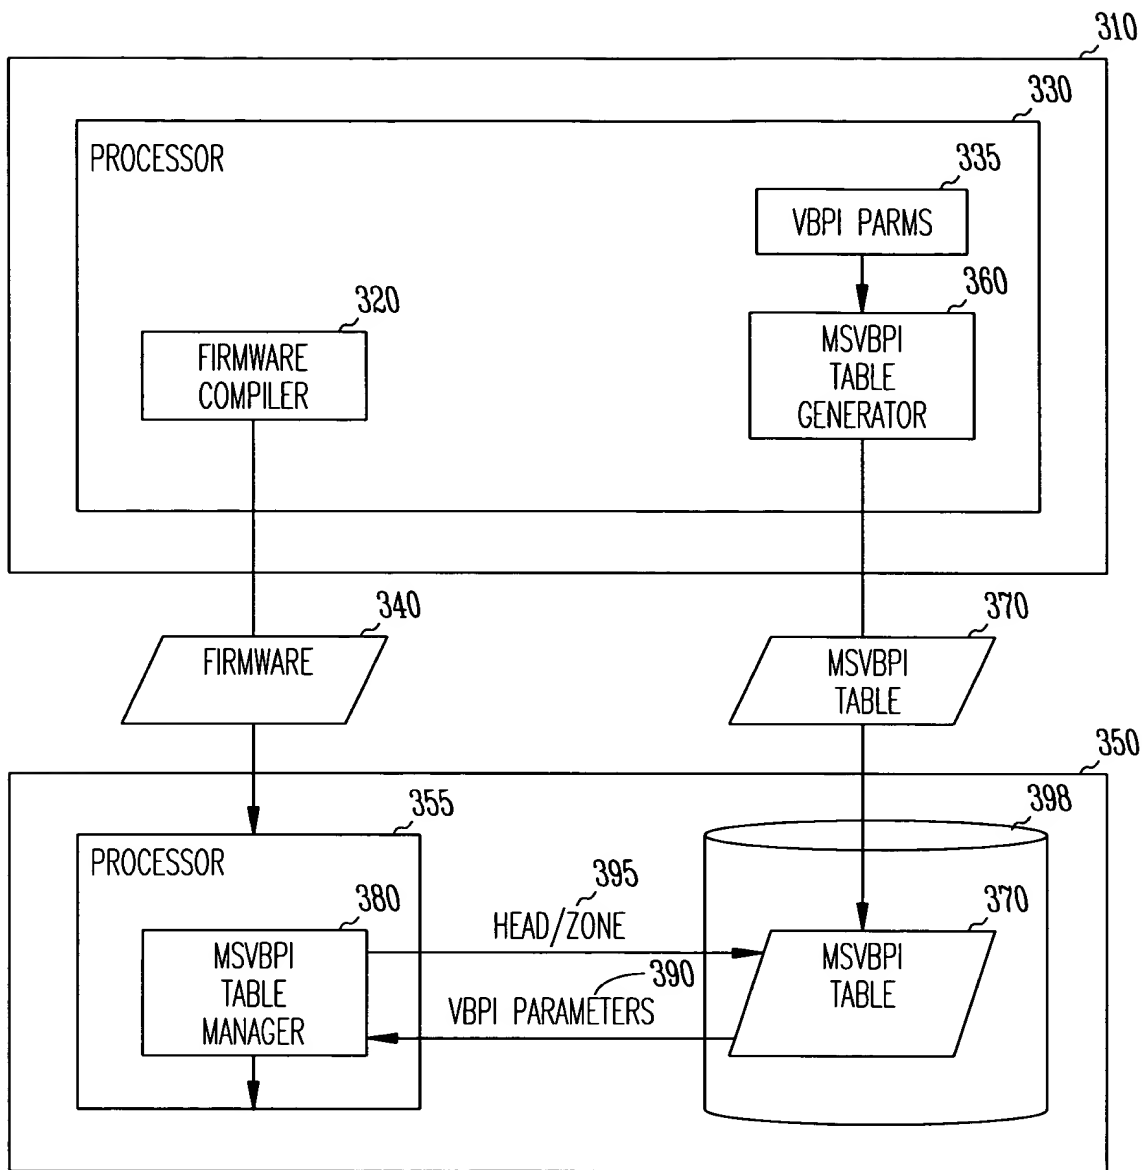 310
330
PROCESSOR
335
VBPI PARMS
320
FIRMWARE
COMPILER
360
MSVBPI
TABLE
GENERATOR
340
FIRMWARE
370
MSVBPI
TABLE
350
355
PROCESSOR
398
380
MSVBPI
TABLE
MANAGER
395
HEAD/ZONE
390
VBPI PARAMETERS
370
MSVBPI
TABLE